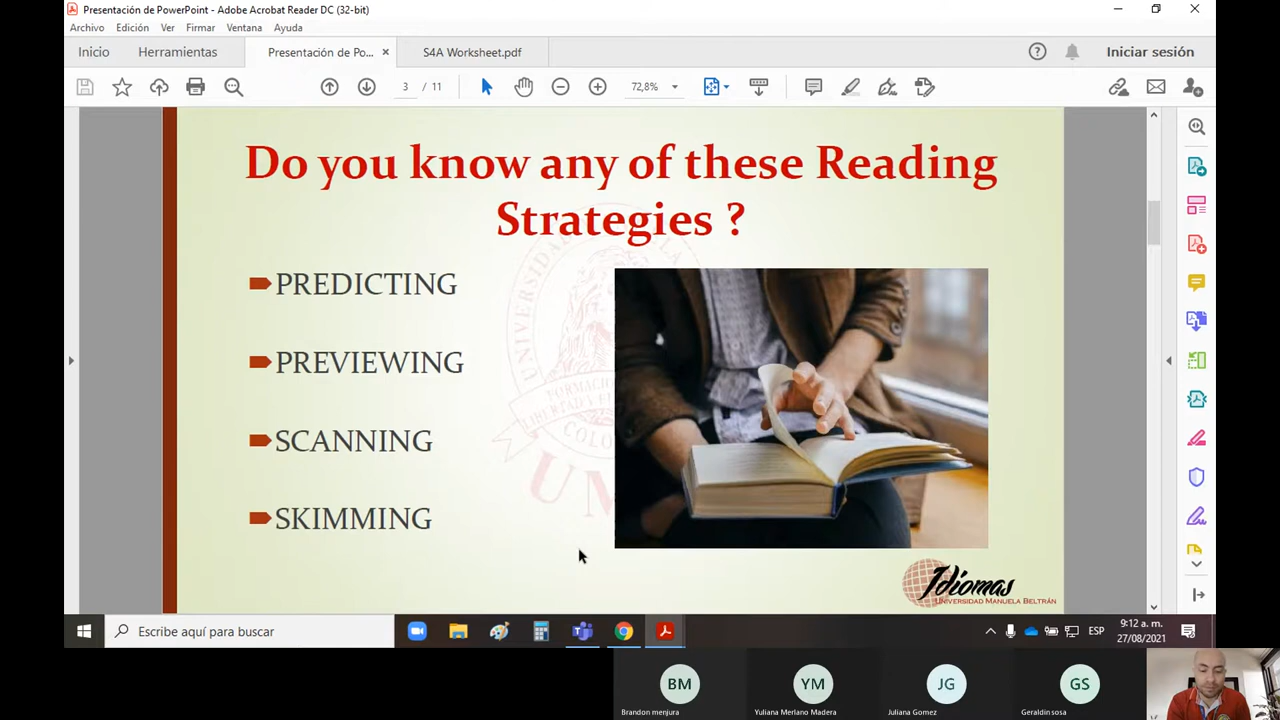 Presentación de PowerPoint - Adobe Acrobat Reader DC (32-bit)
Archivo Edición Ver Firmar Ventana Ayuda
Inicio Herramientas Presentación de Po... × S4A Worksheet.pdf Iniciar sesión
3 / 11 72,8%
Do you know any of these Reading
Strategies ?
PREDICTING
PREVIEWING
SCANNING
SKIMMING
Idiomas
UNIVERSIDAD MANUELA BELTRÁN
Escribe aquí para buscar
ESP
9:12 a. m.
27/08/2021
BM YM JG GS
Brandon menjura Yuliana Merlano Madera Juliana Gomez Geraldin sosa